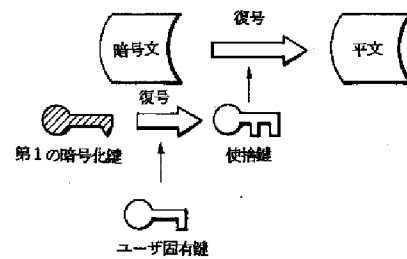 復号
暗号文
平文
復号
第1の暗号化鍵
使捨鍵
ユーザ固有鍵